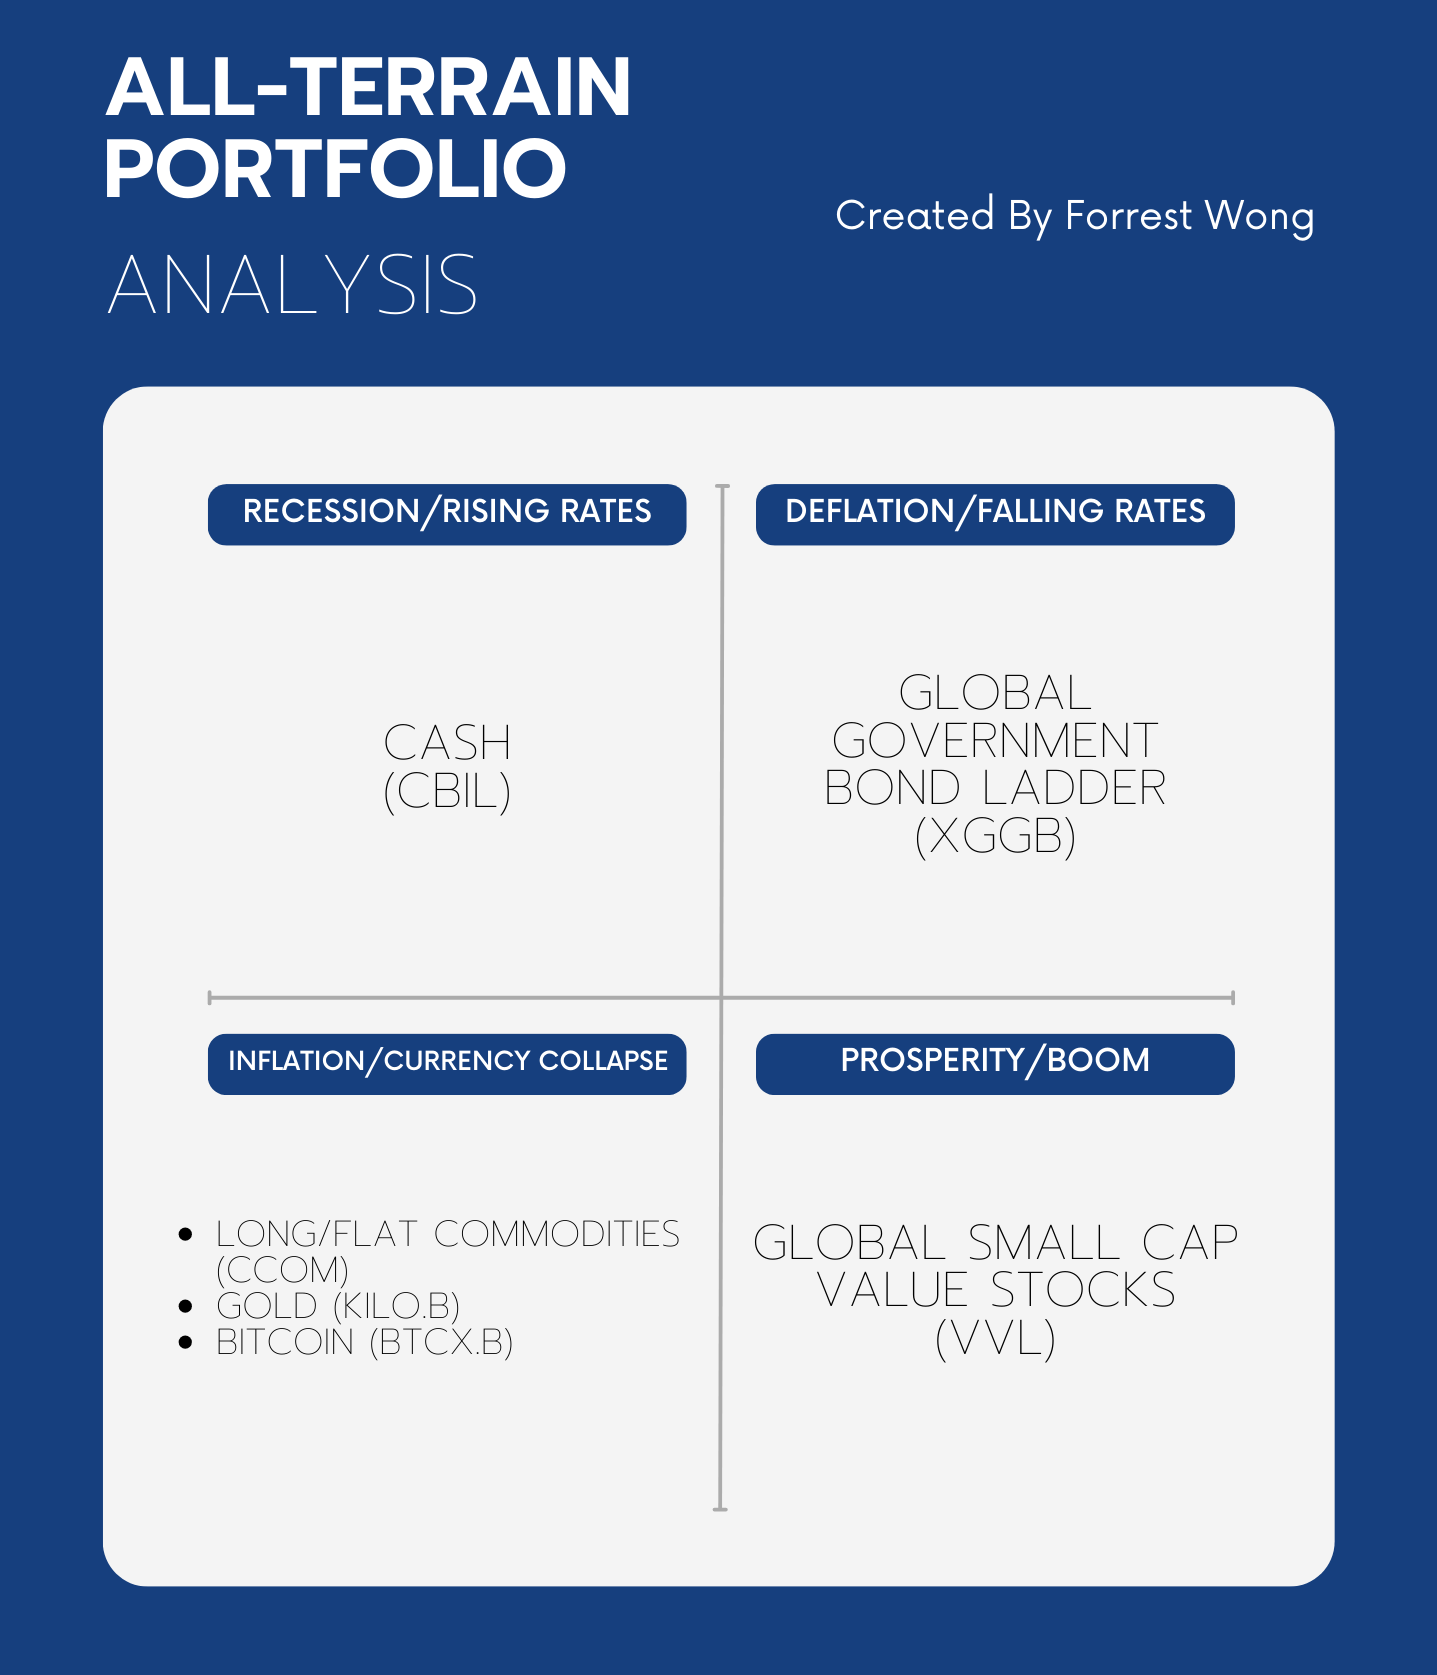 ALL-TERRAIN
PORTFOLIO
ANALYSIS
Created By Forrest Wong
RECESSION/RISING RATES
CASH
(CBIL)
DEFLATION/FALLING RATES
GLOBAL
GOVERNMENT
BOND LADDER
(XGGB)
INFLATION/CURRENCY COLLAPSE
• LONG/FLAT COMMODITIES
(CCOM)
• GOLD (KILO.B)
• BITCOIN (BTCX.B)
PROSPERITY/BOOM
GLOBAL SMALL CAP
VALUE STOCKS
(VVL)